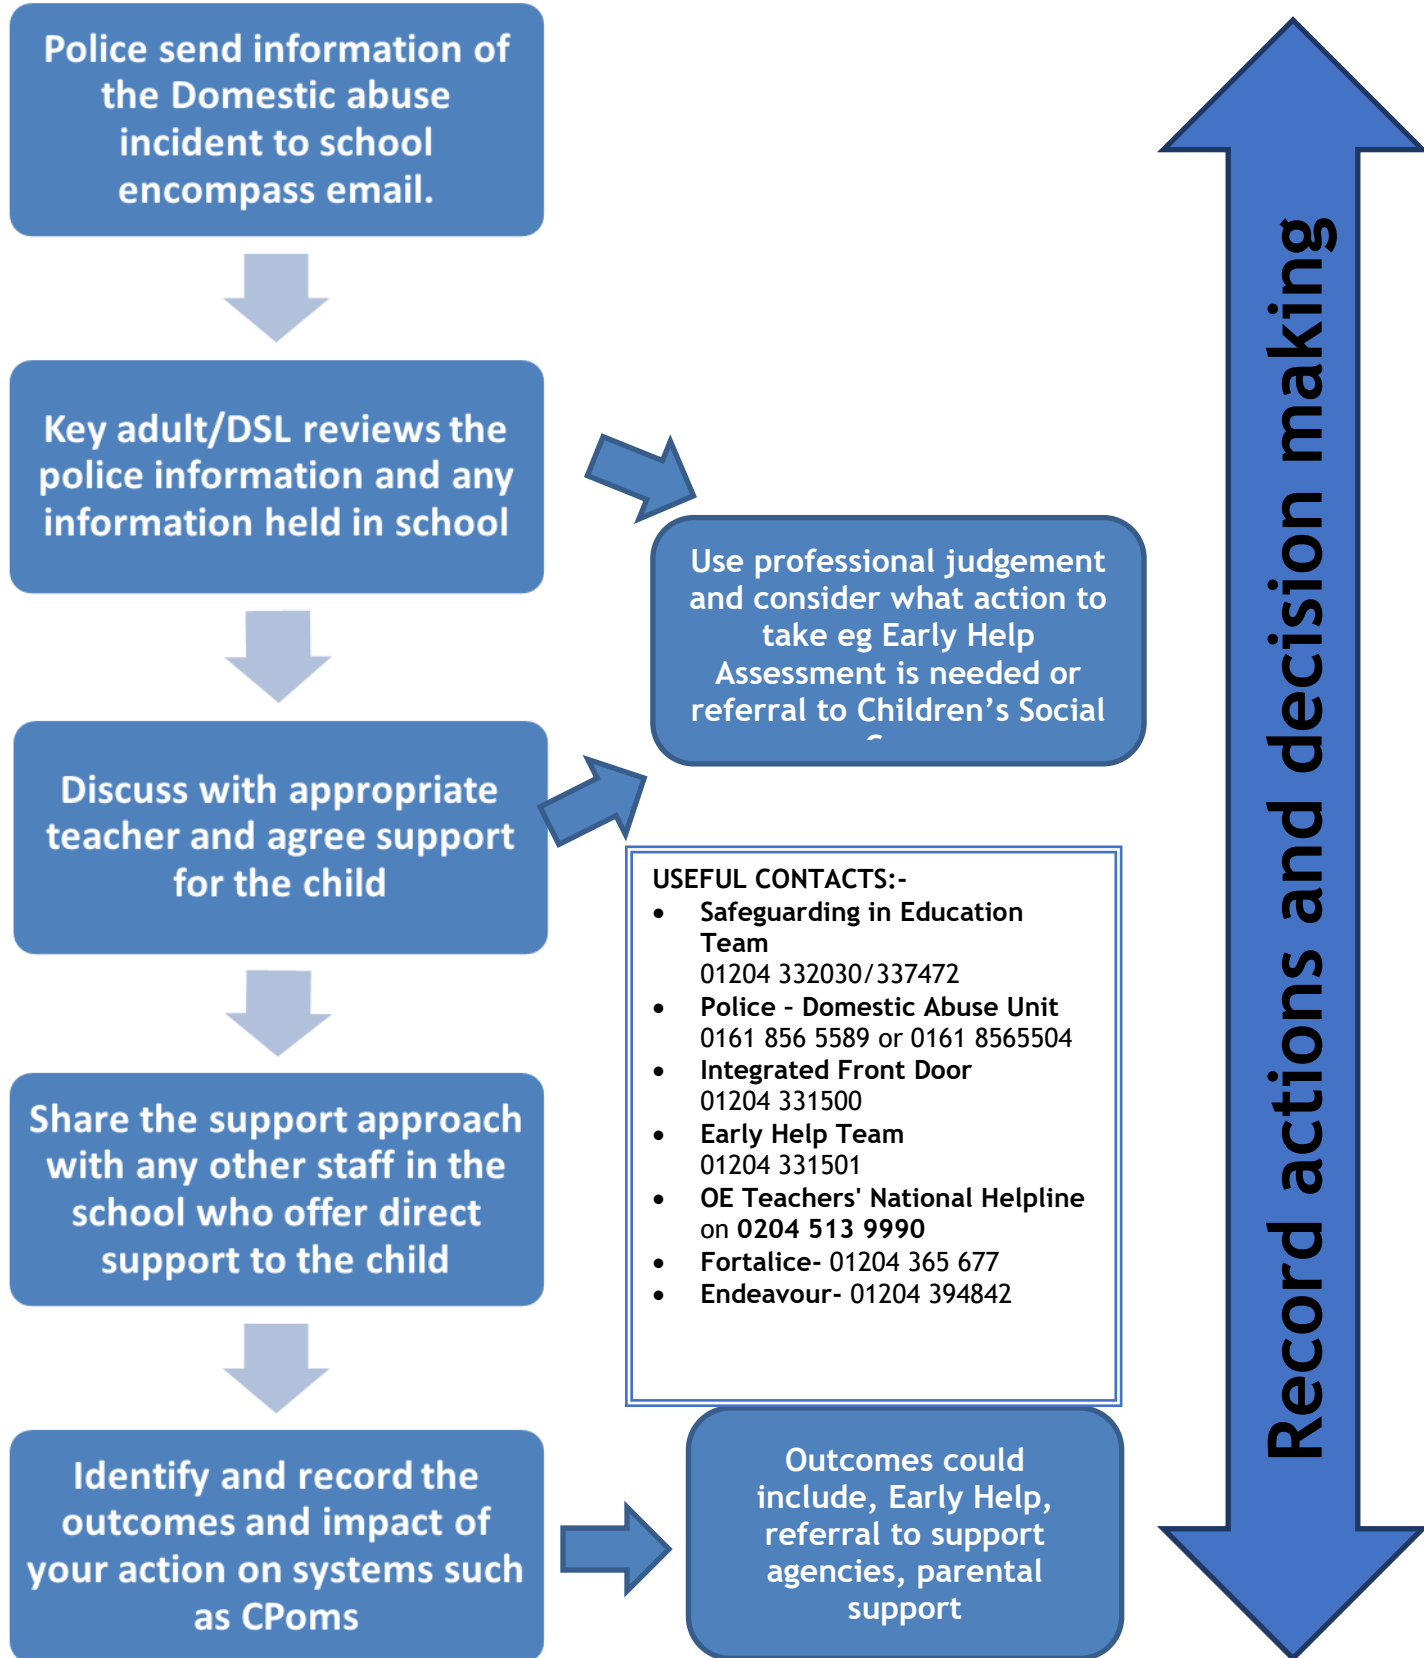 Police send information of
the Domestic abuse
incident to school
encompass email.
Key adult/DSL reviews the
police information and any
information held in school
Use professional judgement
and consider what action to
take eg Early Help
Assessment is needed or
referral to Children’s Social
Discuss with appropriate
teacher and agree support
for the child
USEFUL CONTACTS:-
• Safeguarding in Education
Team
01204 332030/337472
• Police – Domestic Abuse Unit
0161 856 5589 or 0161 8565504
• Integrated Front Door
01204 331500
• Early Help Team
01204 331501
• OE Teachers' National Helpline
on 0204 513 9990
• Fortalice- 01204 365 677
• Endeavour- 01204 394842
Share the support approach
with any other staff in the
school who offer direct
support to the child
Identify and record the
outcomes and impact of
your action on systems such
as CPoms
Outcomes could
include, Early Help,
referral to support
agencies, parental
support
Record actions and decision making